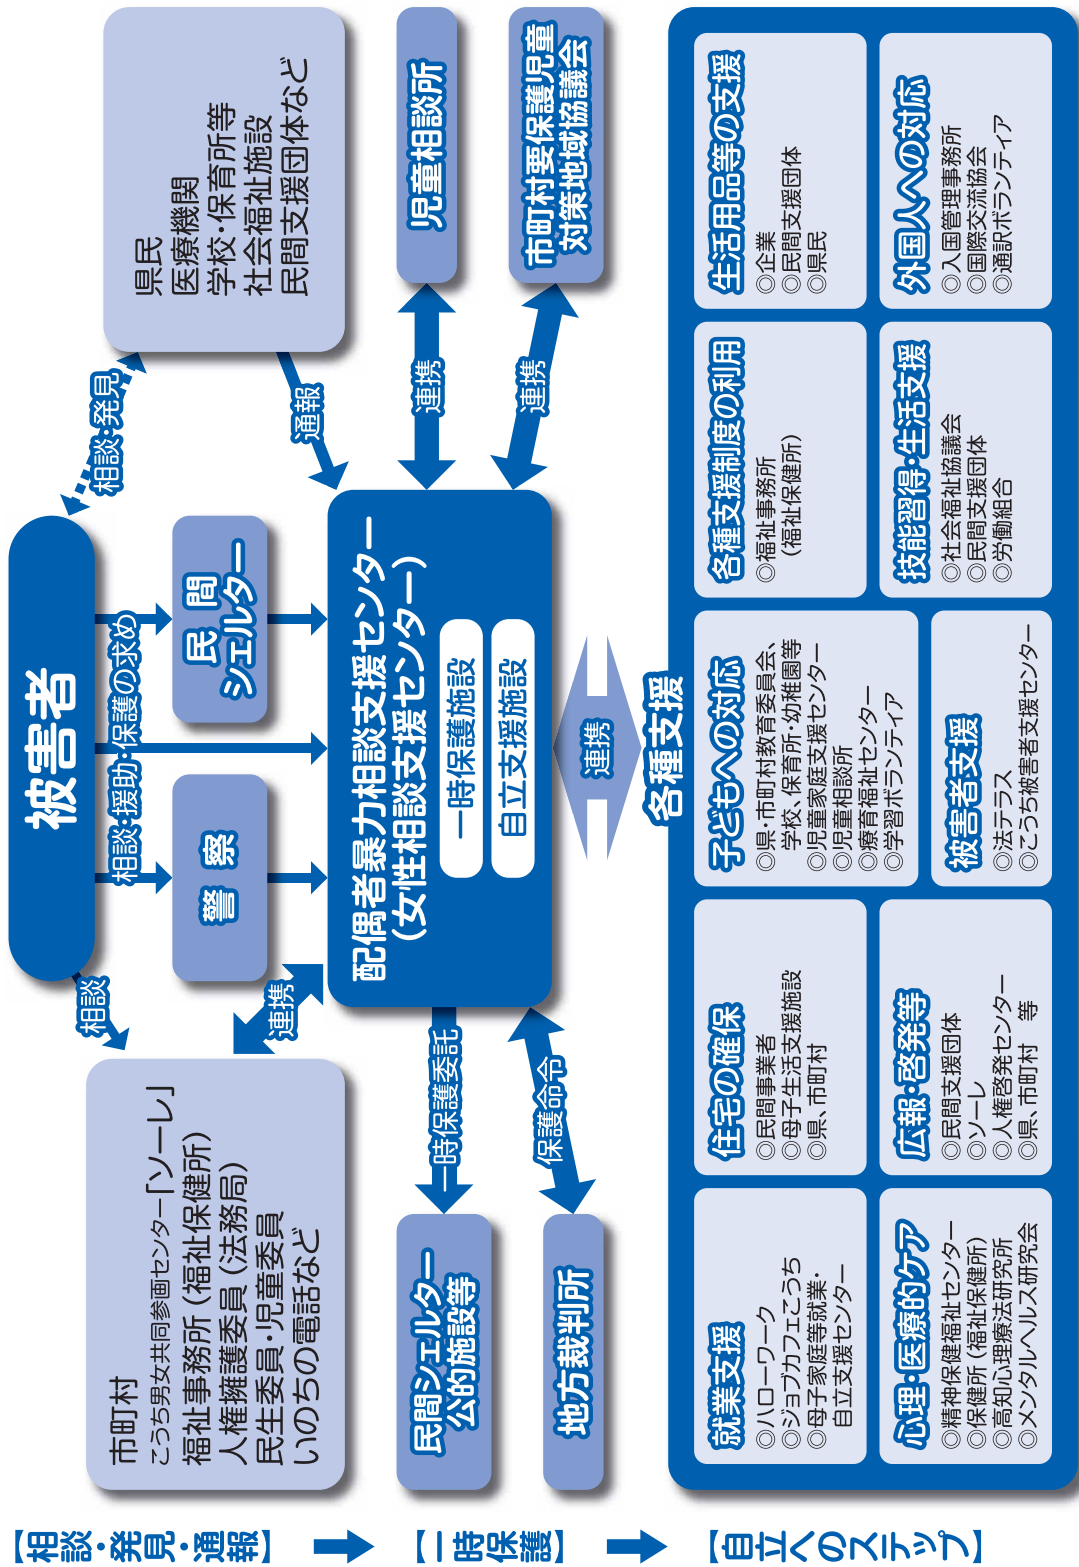 【相談・発見・通報】
【一時保護】
【自立へのステップ】
被害者
相談
相談・援助・保護の求め
相談・発見
市町村
こうち男女共同参画センター「ソーレ」
福祉事務所(福祉保健所)
人権擁護委員(法務局)
民生委員・児童委員
いのちの電話など
警察
民間
シェルター
県民
医療機関
学校・保育所等
社会福祉施設
民間支援団体など
連携
通報
配偶者暴力相談支援センター
(女性相談支援センター)
一時保護施設
自立支援施設
一時保護委託
民間シェルター
公的施設等
保護命令
地方裁判所
連携
児童相談所
連携
市町村要保護児童
対策地域協議会
連携
各種支援
就業支援
◎ハローワーク
◎ジョブカフェこうち
◎母子家庭等就業・
自立支援センター
住宅の確保
◎民間事業者
◎母子生活支援施設
◎県、市町村
子どもへの対応
◎県・市町村教育委員会、
学校、保育所・幼稚園等
◎児童家庭支援センター
◎児童相談所
◎療育福祉センター
◎学習ボランティア
各種支援制度の利用
◎福祉事務所
(福祉保健所)
生活用品等の支援
◎企業
◎民間支援団体
◎県民
心理・医療的ケア
◎精神保健福祉センター
◎保健所(福祉保健所)
◎高知心理療法研究所
◎メンタルヘルス研究会
広報・啓発等
◎民間支援団体
◎ソーレ
◎人権啓発センター
◎県、市町村 等
被害者支援
◎法テラス
◎こうち被害者支援センター
技能習得・生活支援
◎社会福祉協議会
◎民間支援団体
◎労働組合
外国人への対応
◎入国管理事務所
◎国際交流協会
◎通訳ボランティア